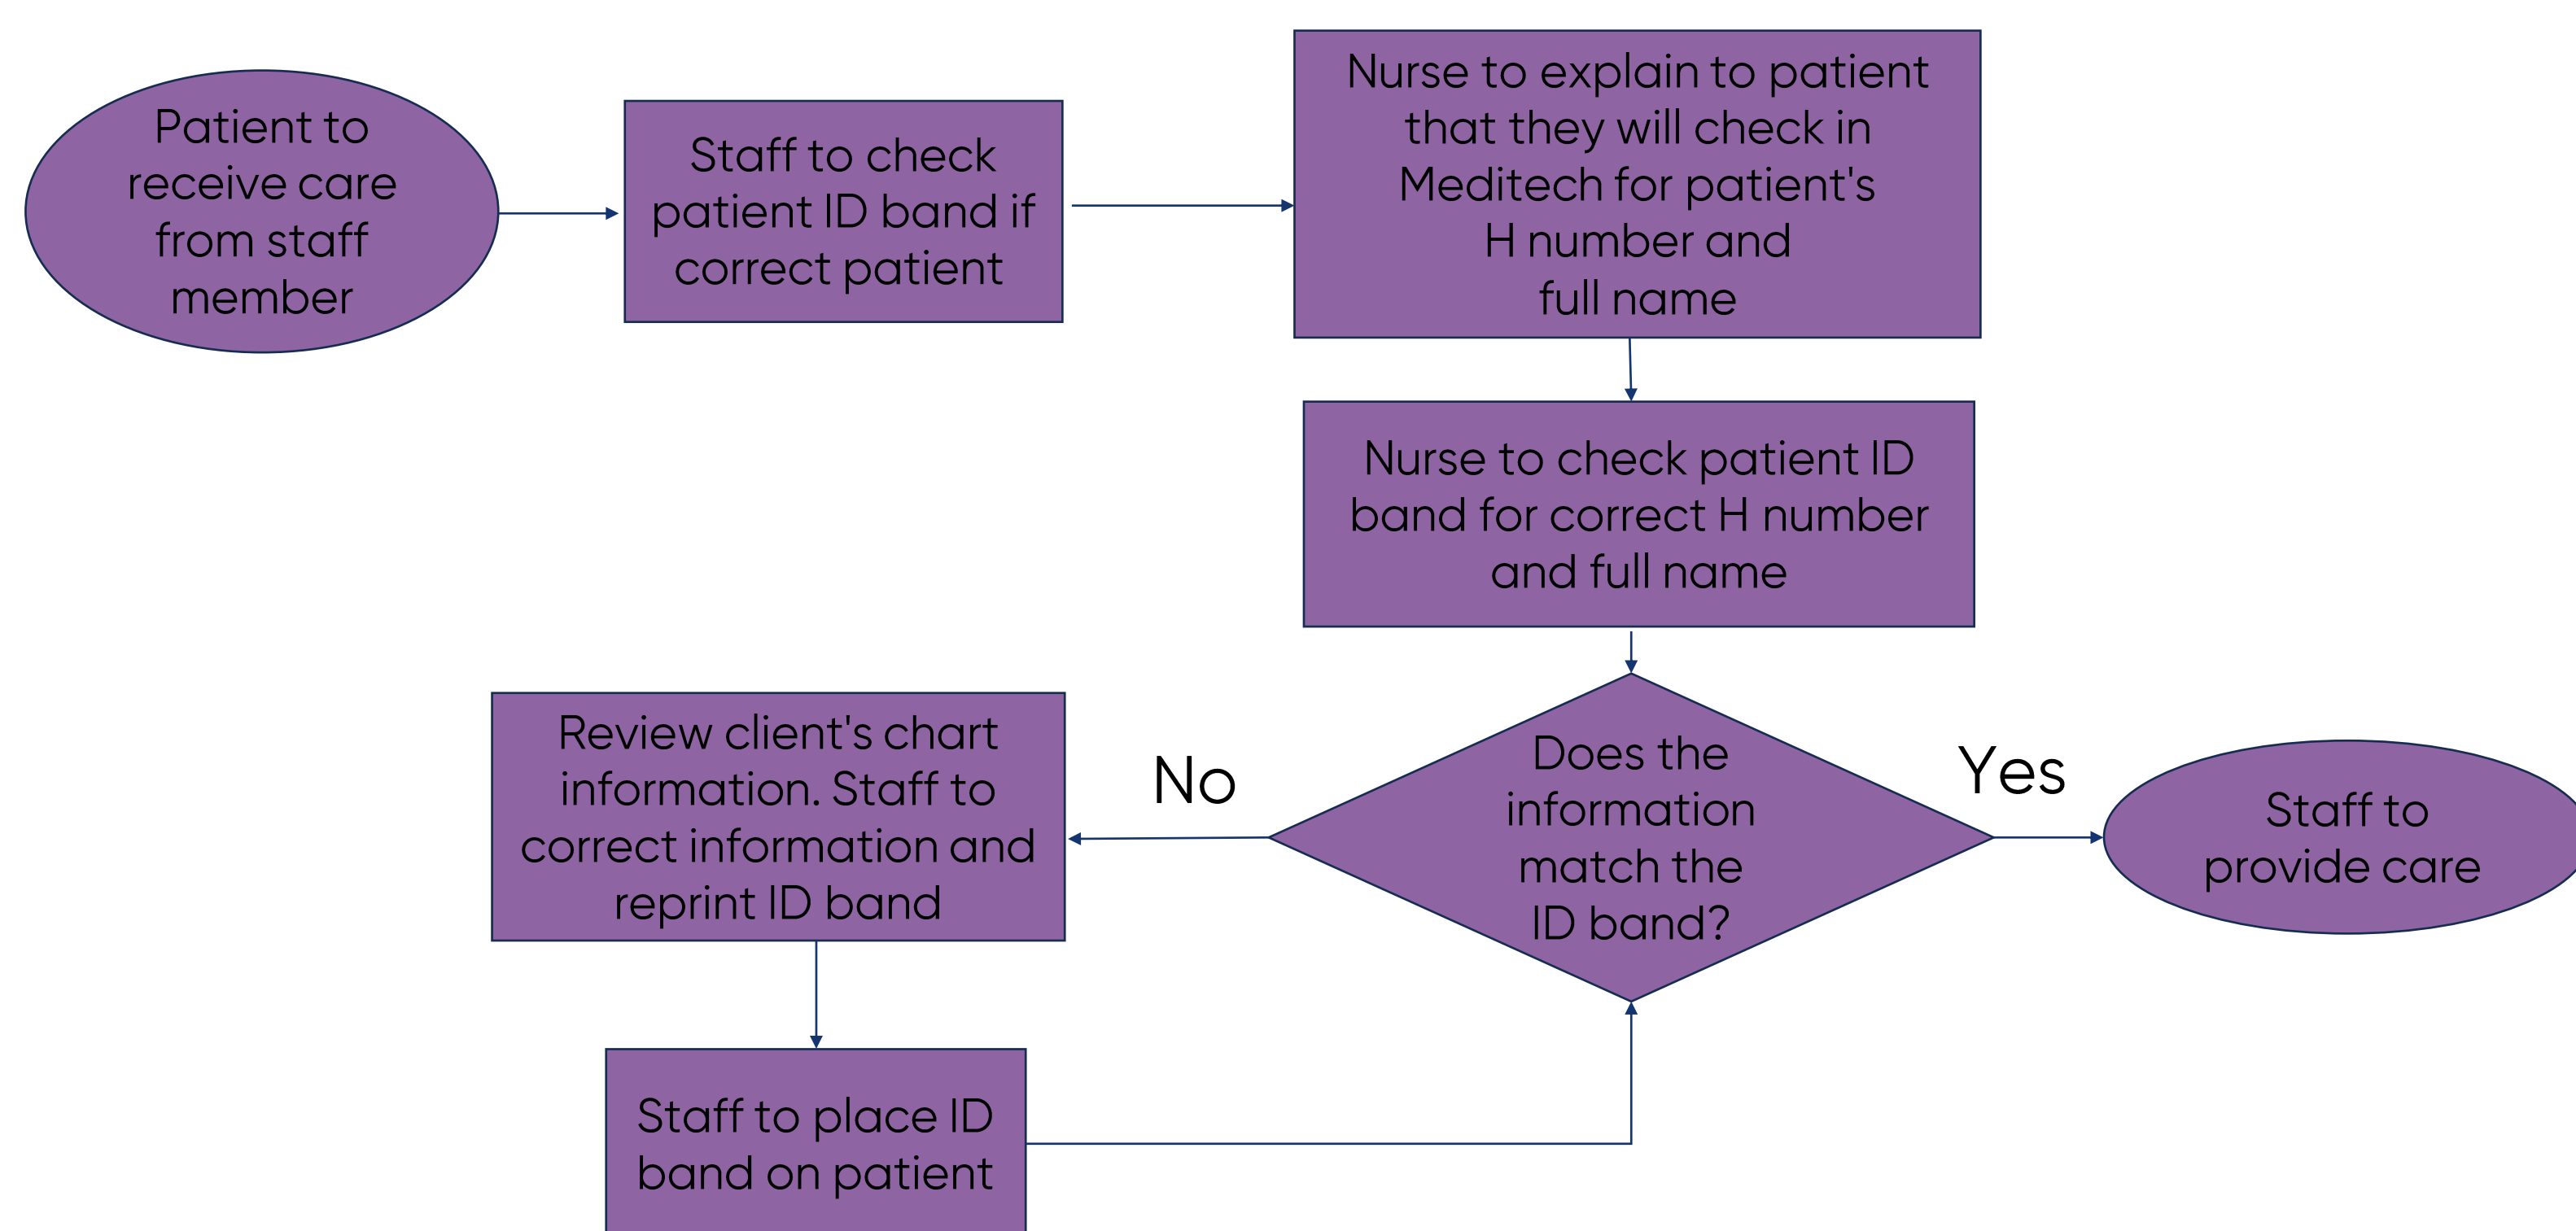 Patient to
receive care
from staff
member
Staff to check
patient ID band if
correct patient
Nurse to explain to patient
that they will check in
Meditech for patient's
H number and
full name
Nurse to check patient ID
band for correct H number
and full name
Does the
information
match the
ID band?
No
Yes
Review client's chart
information. Staff to
correct information and
reprint ID band
Staff to
provide care
Staff to place ID
band on patient